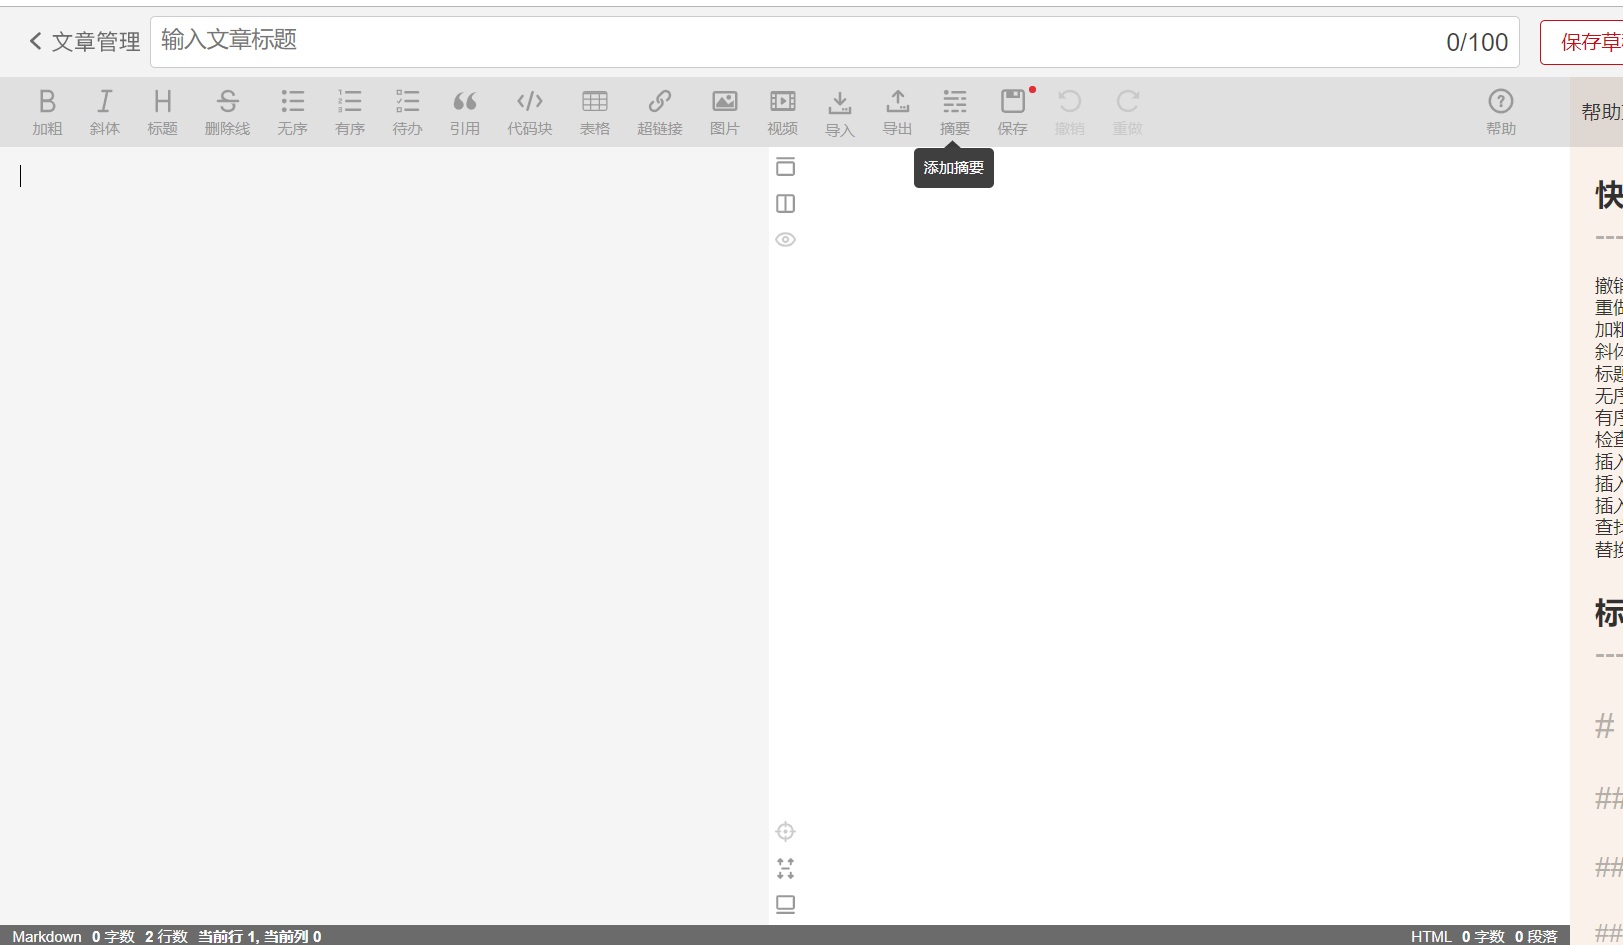 文章管理 输入文章标题 0/100 保存草
加粗 斜体 标题 删除线 无序 有序 待办 引用 代码块 表格 超链接 图片 视频 导入 导出 摘要 保存 撤销 重做 帮助 帮助
添加摘要
快
---
撤销
重做
加粗
斜体
标题
无序
有序
检查
插入
插入
插入
查找
替换
标
---
#
##
##
##
Markdown 0 字数 2 行数 当前行 1, 当前列 0 HTML 0 字数 0 段落